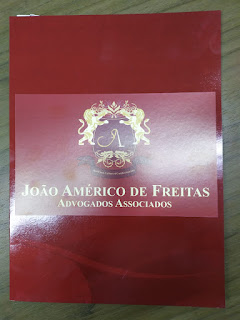 A
JOÃO AMÉRICO DE FREITAS
ADVOGADOS ASSOCIADOS